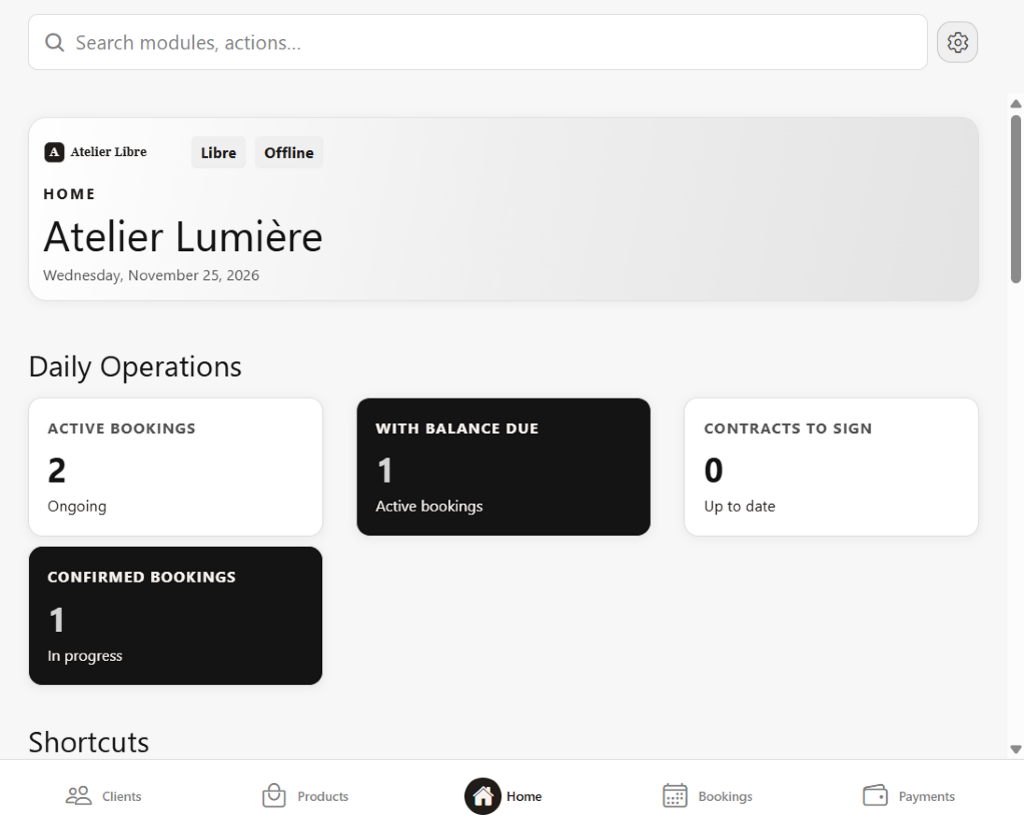 Search modules, actions...
A Atelier Libre Libre Offline
HOME
Atelier Lumière
Wednesday, November 25, 2026
Daily Operations
ACTIVE BOOKINGS
2
Ongoing
WITH BALANCE DUE
1
Active bookings
CONTRACTS TO SIGN
0
Up to date
CONFIRMED BOOKINGS
1
In progress
Shortcuts
Clients Products Home Bookings Payments